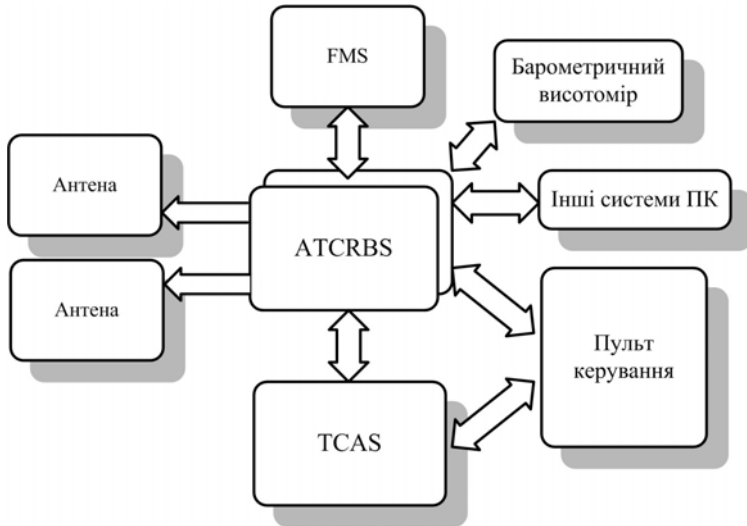 FMS
Барометричний
висотомір
Антена
Інші системи ПК
ATCRBS
Антена
Пульт
керування
TCAS